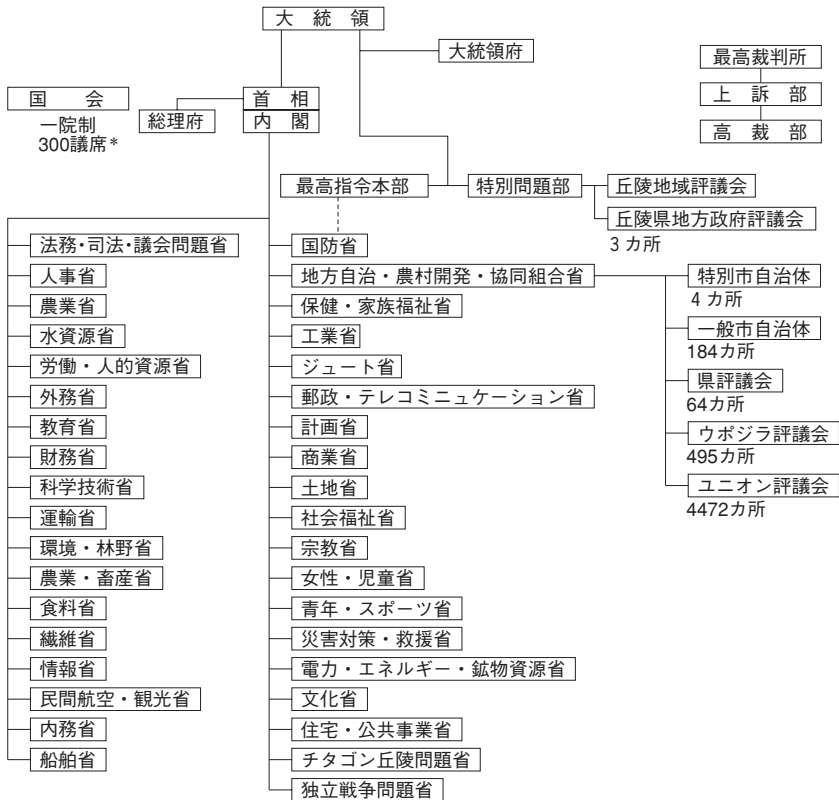 大統領
大統領府
最高裁判所
上訴部
高裁部
国会
一院制
300議席*
首相
内閣
総理府
最高指令本部
特別問題部
丘陵地域評議会
丘陵県地方政府評議会
3カ所
法務・司法・議会問題省
人事省
農業省
水資源省
労働・人的資源省
外務省
教育省
財務省
科学技術省
運輸省
環境・林野省
農業・畜産省
食料省
繊維省
情報省
民間航空・観光省
内務省
船舶省
国防省
地方自治・農村開発・協同組合省
保健・家族福祉省
工業省
ジュート省
郵政・テレコミニュケーション省
計画省
商業省
土地省
社会福祉省
宗教省
女性・児童省
青年・スポーツ省
災害対策・救援省
電力・エネルギー・鉱物資源省
文化省
住宅・公共事業省
チタゴン丘陵問題省
独立戦争問題省
特別市自治体
4カ所
一般市自治体
184カ所
県評議会
64カ所
ウポジラ評議会
495カ所
ユニオン評議会
4472カ所